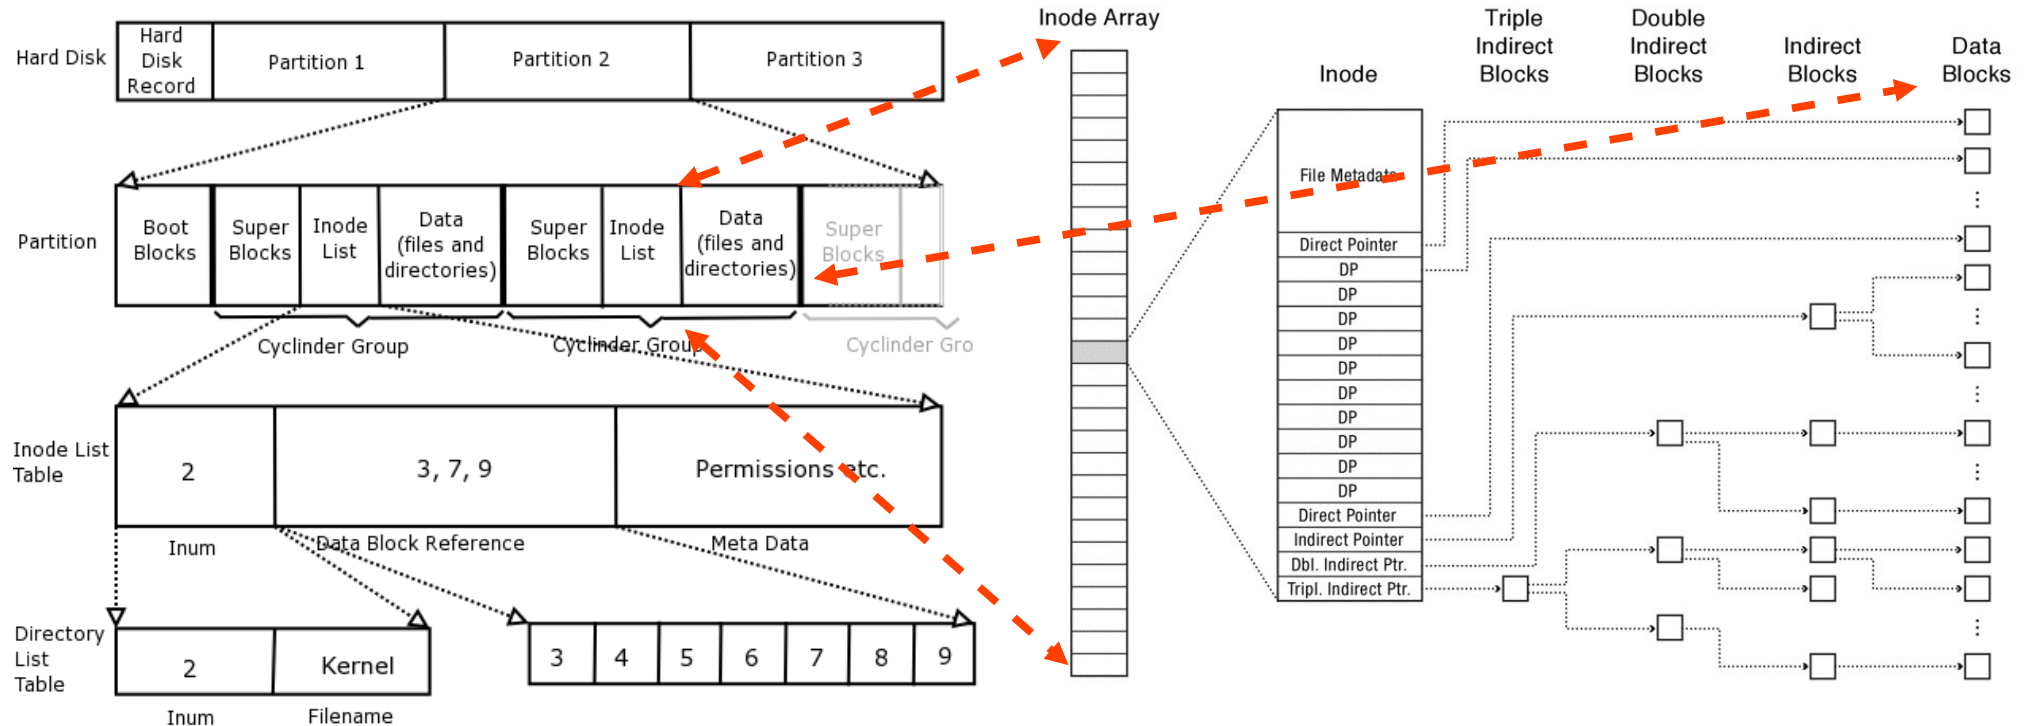 Hard Disk
Hard
Disk
Record
Partition 1
Partition 2
Partition 3
Partition
Boot
Blocks
Super
Blocks
Inode
List
Data
(files and
directories)
Super
Blocks
Inode
List
Data
(files and
directories)
Super
Blocks
Cyclinder Group
Cyclinder Group
Cyclinder Gro
Inode List
Table
2
3, 7, 9
Permissions etc.
Inum
Data Block Reference
Meta Data
Directory
List
Table
2
Kernel
Inum
Filename
3
4
5
6
7
8
9
Inode Array
Inode
Triple
Indirect
Blocks
Double
Indirect
Blocks
Indirect
Blocks
Data
Blocks
File Metadata
Direct Pointer
DP
DP
DP
DP
DP
DP
DP
DP
DP
DP
Direct Pointer
Indirect Pointer
Dbl. Indirect Ptr.
Tripl. Indirect Ptr.